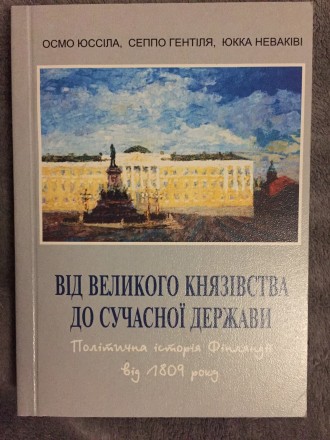 ОСМО ЮССІЛА, СЕППО ГЕНТІЛЯ, ЮККА НЕВАКІВІ
ВІД ВЕЛИКОГО КНЯЗІВСТВА
ДО СУЧАСНОЇ ДЕРЖАВИ
Політична історія Фінляндії
від 1809 року